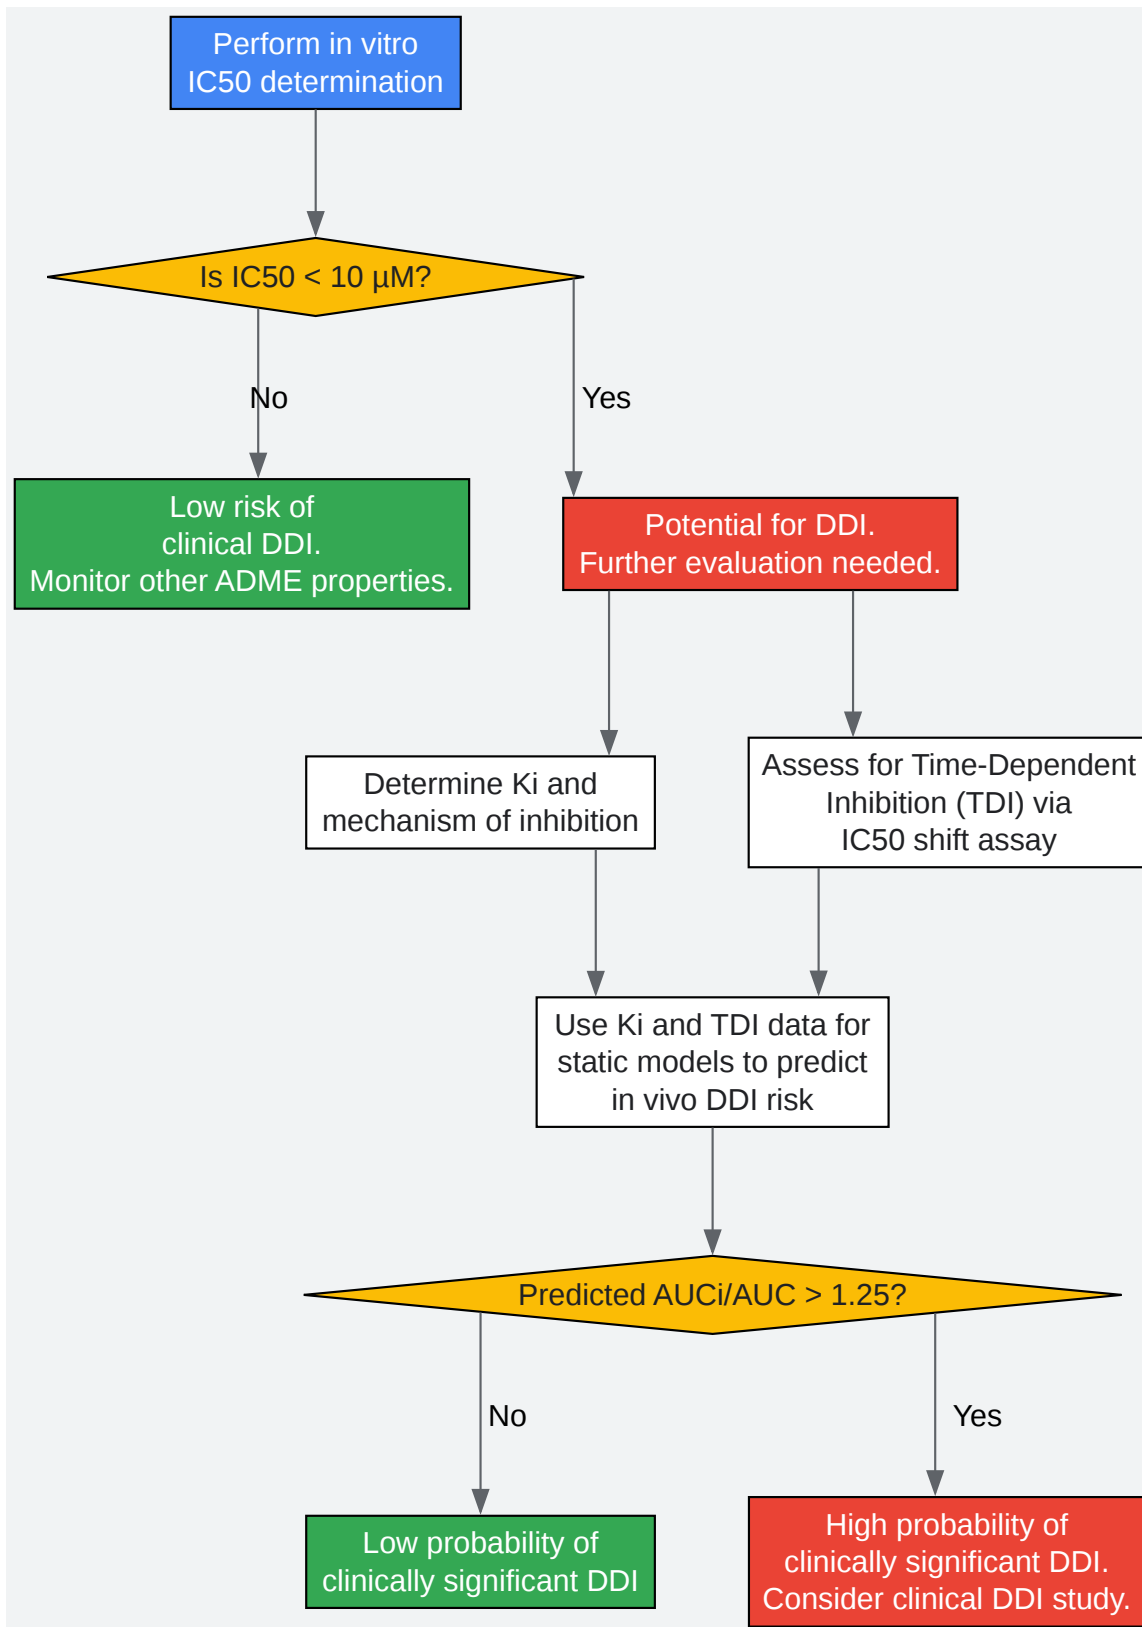 Perform in vitro
IC50 determination
Is IC50 < 10 µM?
No
Yes
Low risk of
clinical DDI.
Monitor other ADME properties.
Potential for DDI.
Further evaluation needed.
Determine Ki and
mechanism of inhibition
Assess for Time-Dependent
Inhibition (TDI) via
IC50 shift assay
Use Ki and TDI data for
static models to predict
in vivo DDI risk
Predicted AUCi/AUC > 1.25?
No
Yes
Low probability of
clinically significant DDI
High probability of
clinically significant DDI.
Consider clinical DDI study.